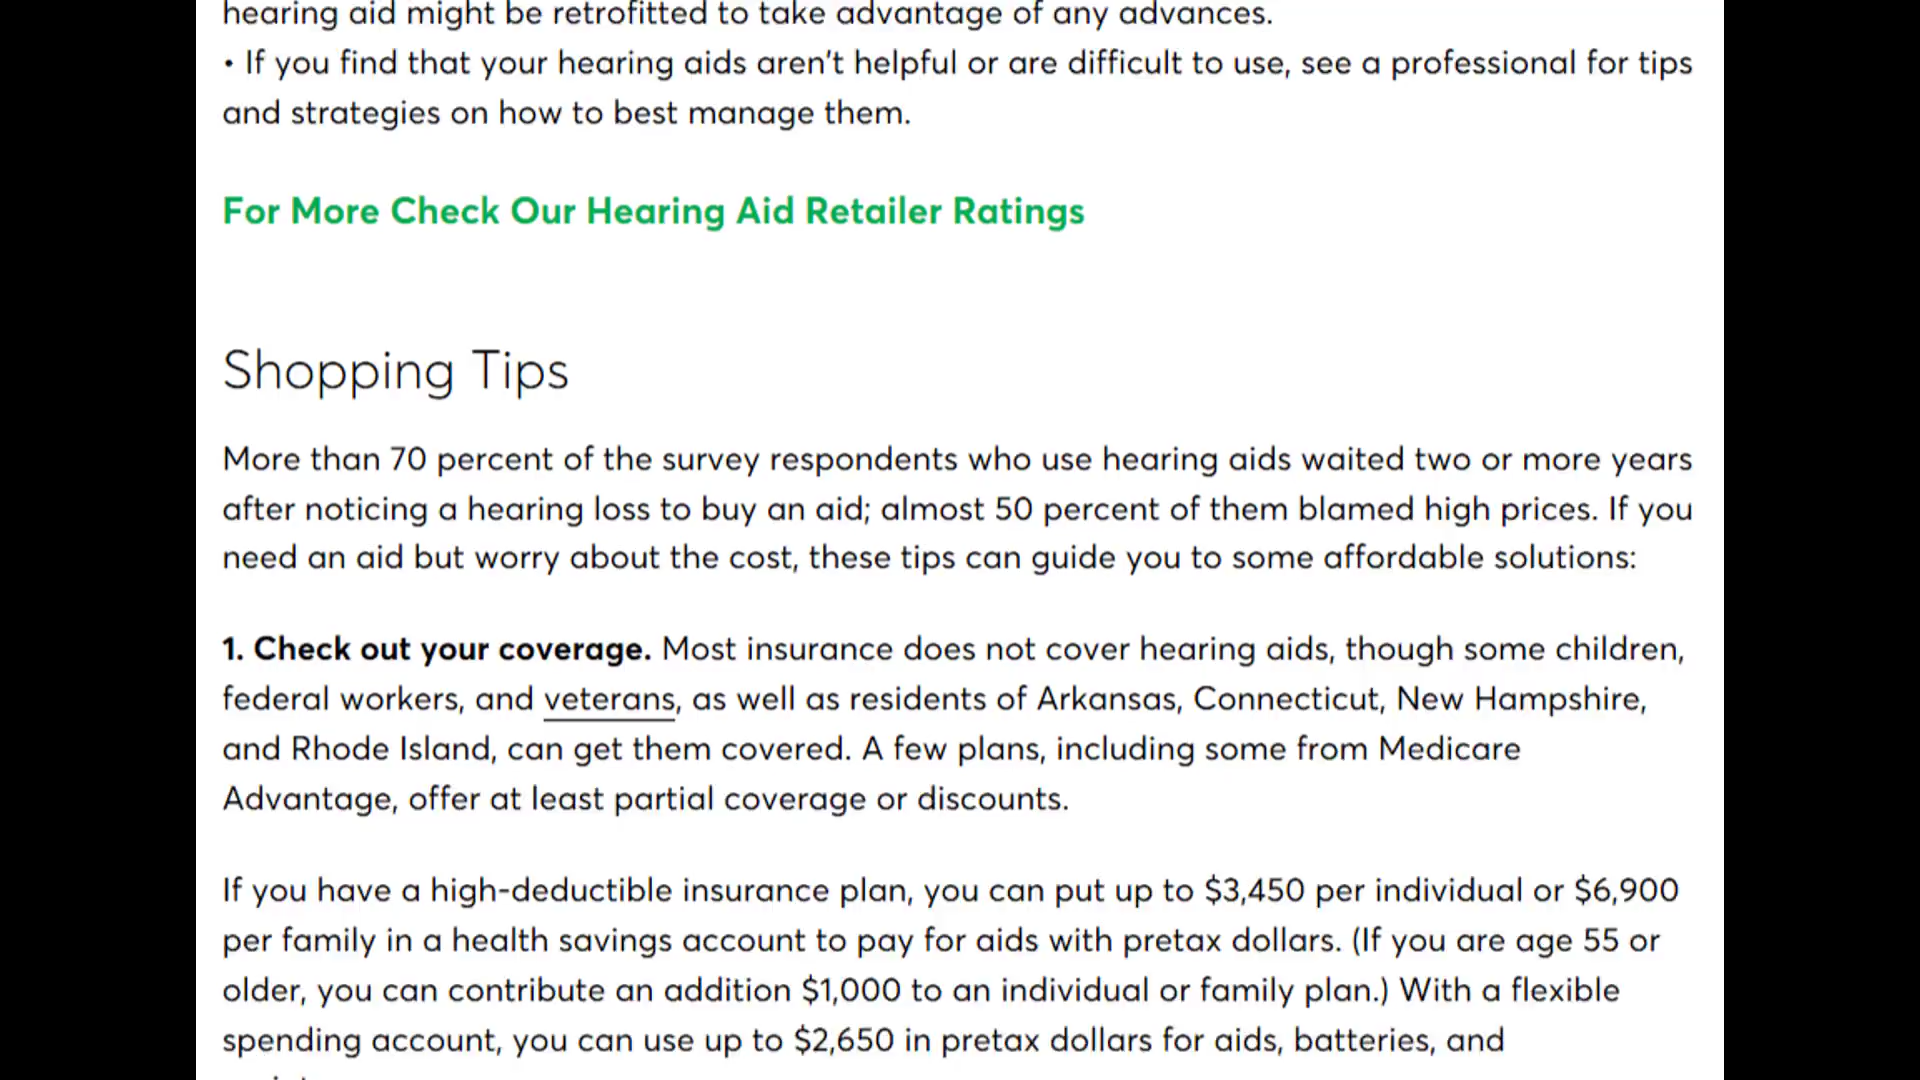 hearing aid might be retrofitted to take advantage of any advances.
• If you find that your hearing aids aren't helpful or are difficult to use, see a professional for tips
and strategies on how to best manage them.
For More Check Our Hearing Aid Retailer Ratings
Shopping Tips
More than 70 percent of the survey respondents who use hearing aids waited two or more years
after noticing a hearing loss to buy an aid; almost 50 percent of them blamed high prices. If you
need an aid but worry about the cost, these tips can guide you to some affordable solutions:
1. Check out your coverage. Most insurance does not cover hearing aids, though some children,
federal workers, and veterans, as well as residents of Arkansas, Connecticut, New Hampshire,
and Rhode Island, can get them covered. A few plans, including some from Medicare
Advantage, offer at least partial coverage or discounts.
If you have a high-deductible insurance plan, you can put up to $3,450 per individual or $6,900
per family in a health savings account to pay for aids with pretax dollars. (If you are age 55 or
older, you can contribute an addition $1,000 to an individual or family plan.) With a flexible
spending account, you can use up to $2,650 in pretax dollars for aids, batteries, and